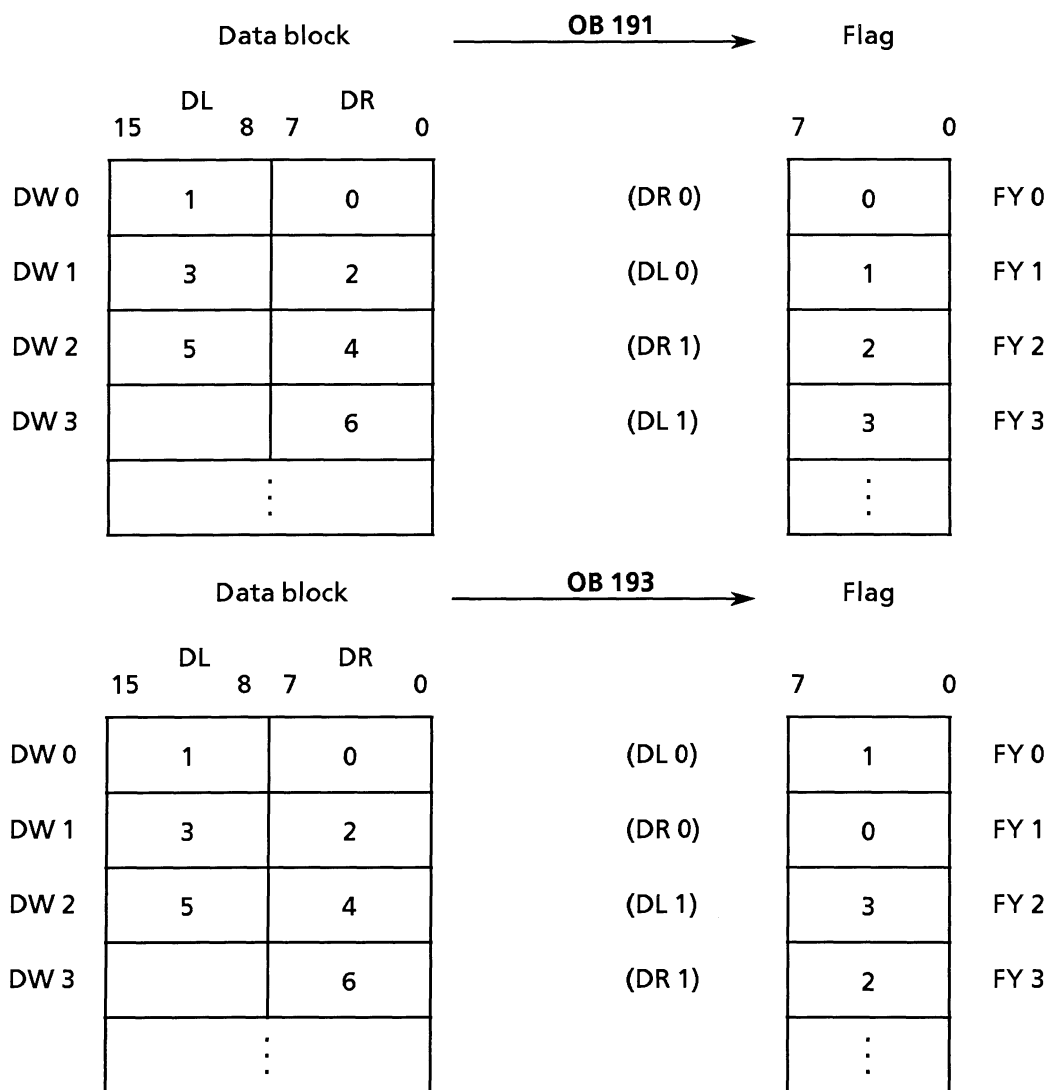 Data block OB 191 Flag
DL DR
15 8 7 0 7 0
DW 0 1 0 (DR 0) 0 FY 0
DW 1 3 2 (DL 0) 1 FY 1
DW 2 5 4 (DR 1) 2 FY 2
DW 3 6 (DL 1) 3 FY 3
Data block OB 193 Flag
DL DR
15 8 7 0 7 0
DW 0 1 0 (DL 0) 1 FY 0
DW 1 3 2 (DR 0) 0 FY 1
DW 2 5 4 (DL 1) 3 FY 2
DW 3 6 (DR 1) 2 FY 3